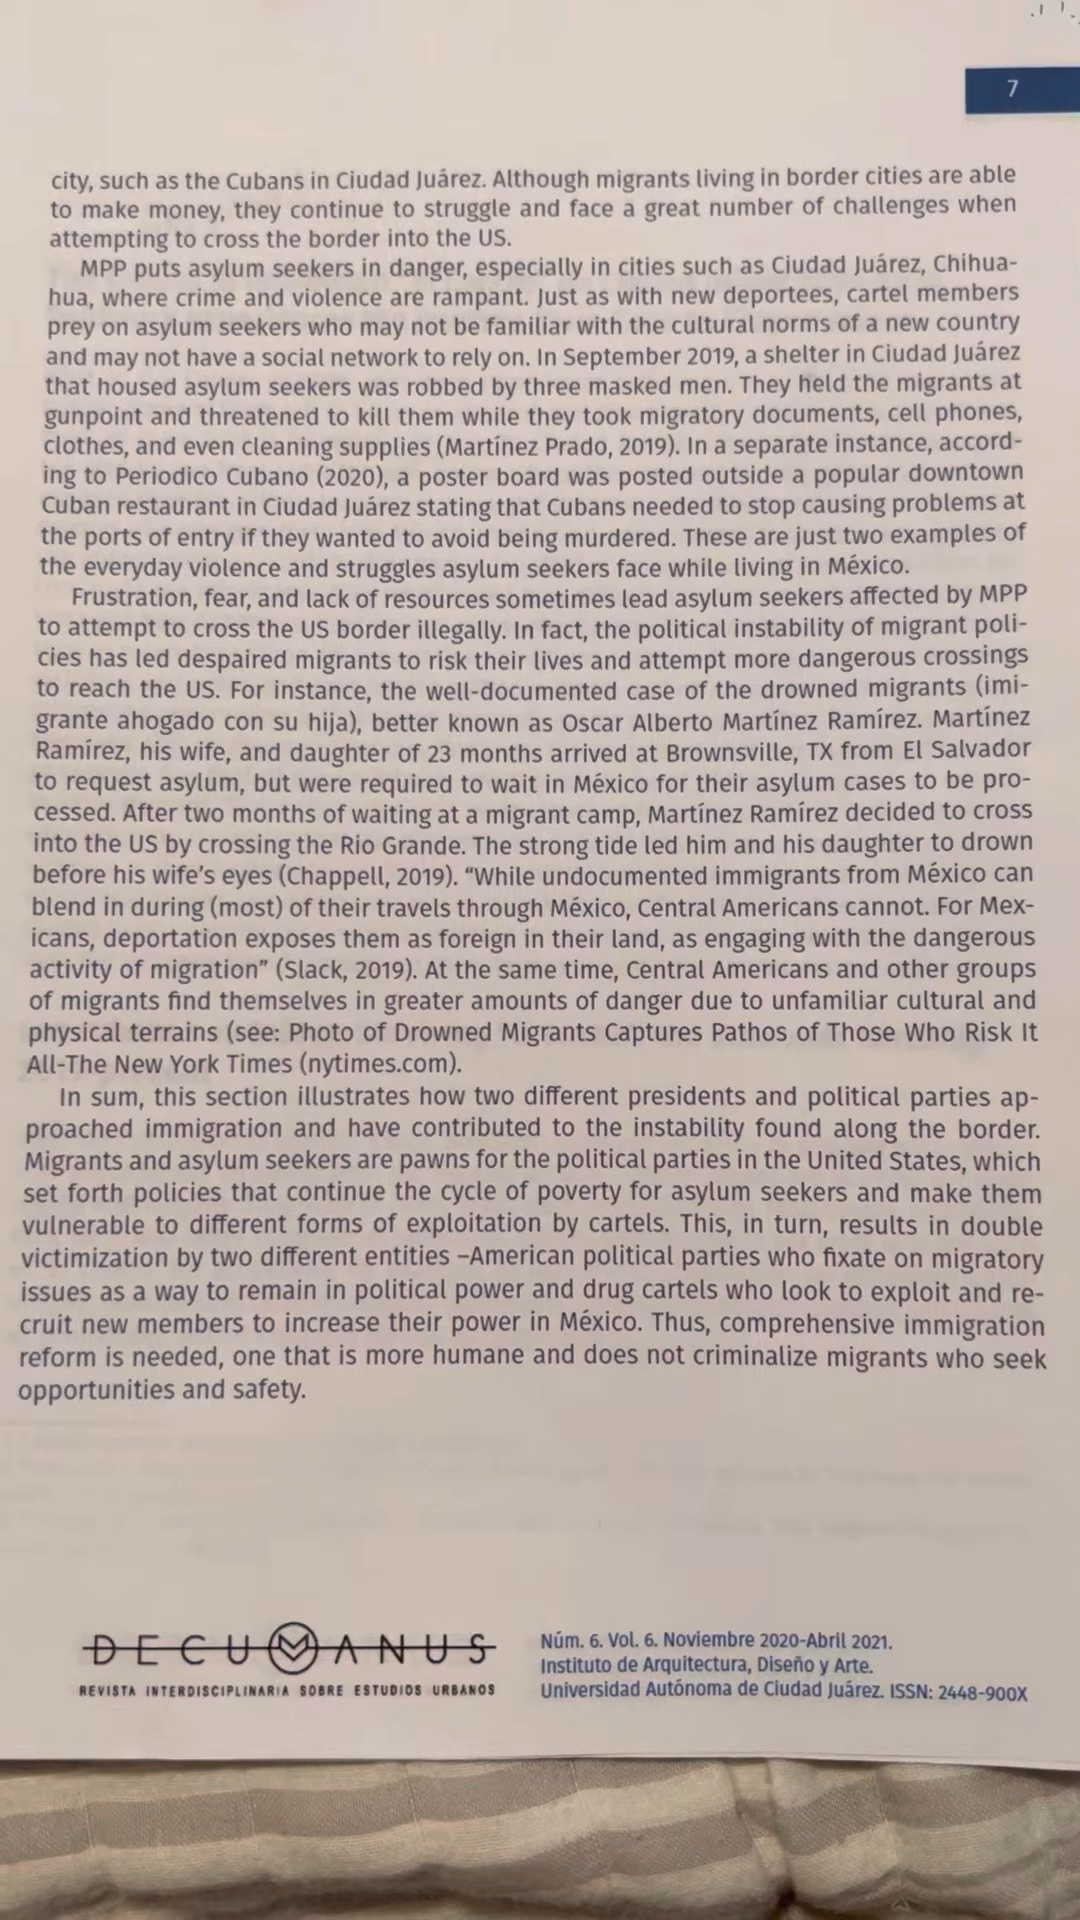 7
city, such as the Cubans in Ciudad Juárez. Although migrants living in border cities are able
to make money, they continue to struggle and face a great number of challenges when
attempting to cross the border into the US.
MPP puts asylum seekers in danger, especially in cities such as Ciudad Juárez, Chihua-
hua, where crime and violence are rampant. Just as with new deportees, cartel members
prey on asylum seekers who may not be familiar with the cultural norms of a new country
and may not have a social network to rely on. In September 2019, a shelter in Ciudad Juárez
that housed asylum seekers was robbed by three masked men. They held the migrants at
gunpoint and threatened to kill them while they took migratory documents, cell phones,
clothes, and even cleaning supplies (Martínez Prado, 2019). In a separate instance, accord-
ing to Periodico Cubano (2020), a poster board was posted outside a popular downtown
Cuban restaurant in Ciudad Juárez stating that Cubans needed to stop causing problems at
the ports of entry if they wanted to avoid being murdered. These are just two examples of
the everyday violence and struggles asylum seekers face while living in México.
Frustration, fear, and lack of resources sometimes lead asylum seekers affected by MPP
to attempt to cross the US border illegally. In fact, the political instability of migrant poli-
cies has led despaired migrants to risk their lives and attempt more dangerous crossings
to reach the US. For instance, the well-documented case of the drowned migrants (imi-
grante ahogado con su hija), better known as Oscar Alberto Martínez Ramírez. Martínez
Ramírez, his wife, and daughter of 23 months arrived at Brownsville, TX from El Salvador
to request asylum, but were required to wait in México for their asylum cases to be pro-
cessed. After two months of waiting at a migrant camp, Martínez Ramírez decided to cross
into the US by crossing the Rio Grande. The strong tide led him and his daughter to drown
before his wife's eyes (Chappell, 2019). “While undocumented immigrants from México can
blend in during (most) of their travels through México, Central Americans cannot. For Mex-
icans, deportation exposes them as foreign in their land, as engaging with the dangerous
activity of migration” (Slack, 2019). At the same time, Central Americans and other groups
of migrants find themselves in greater amounts of danger due to unfamiliar cultural and
physical terrains (see: Photo of Drowned Migrants Captures Pathos of Those Who Risk It
All-The New York Times (nytimes.com).
In sum, this section illustrates how two different presidents and political parties ap-
proached immigration and have contributed to the instability found along the border.
Migrants and asylum seekers are pawns for the political parties in the United States, which
set forth policies that continue the cycle of poverty for asylum seekers and make them
vulnerable to different forms of exploitation by cartels. This, in turn, results in double
victimization by two different entities –American political parties who fixate on migratory
issues as a way to remain in political power and drug cartels who look to exploit and re-
cruit new members to increase their power in México. Thus, comprehensive immigration
reform is needed, one that is more humane and does not criminalize migrants who seek
opportunities and safety.
DECUMANUS
REVISTA INTERDISCIPLINARIA SOBRE ESTUDIOS URBANOS
Núm. 6. Vol. 6. Noviembre 2020-Abril 2021.
Instituto de Arquitectura, Diseño y Arte.
Universidad Autónoma de Ciudad Juárez. ISSN: 2448-900X